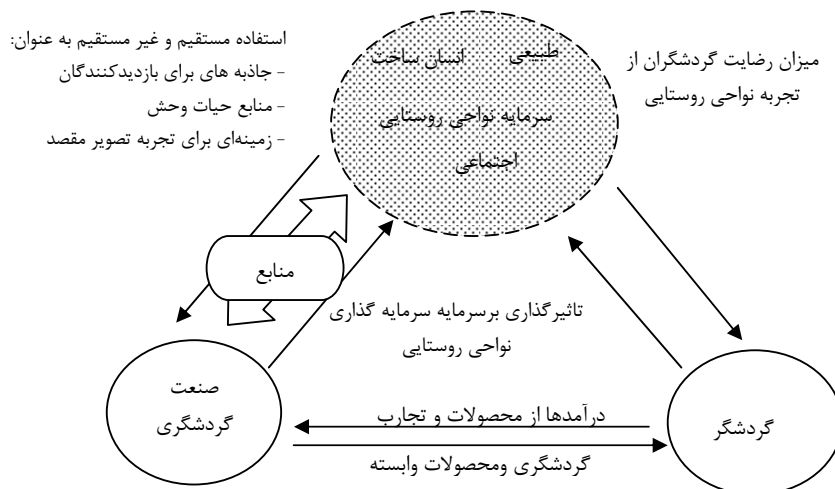 استفاده مستقیم و غیر مستقیم به عنوان:
- جاذبه های برای بازدیدکنندگان
- منابع حیات وحش
- زمینه‌ای برای تجربه تصویر مقصد
طبیعی
انسان ساخت
سرمایه نواحی روستایی
اجتماعی
میزان رضایت گردشگران از
تجربه نواحی روستایی
منابع
تاثیرگذاری برسرمایه سرمایه گذاری
نواحی روستایی
صنعت
گردشگری
درآمدها از محصولات و تجارب
گردشگری ومحصولات وابسته
گردشگر